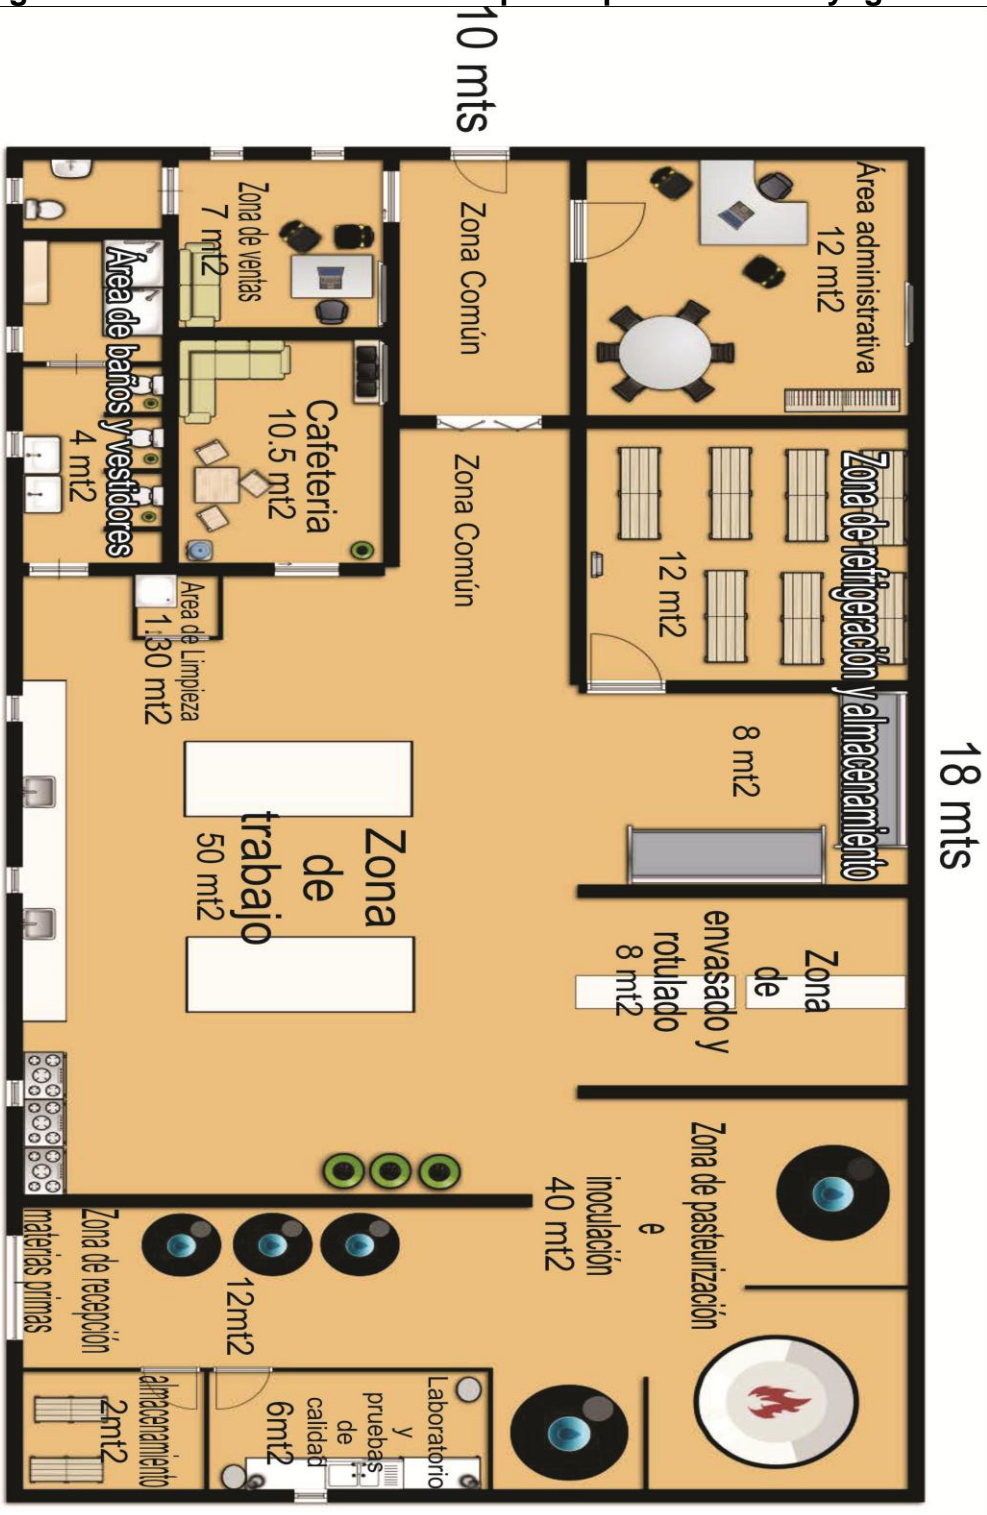 10 mts
18 mts
Área administrativa
12 mt2
Zona Común
Zona de ventas
7 mt2
Área de baños y vestidores
4 mt2
Cafeteria
10.5 mt2
Zona Común
Zona de refrigeración y almacenamiento
12 mt2
8 mt2
Area de Limpieza
1.30 mt2
Zona
de
trabajo
50 mt2
Zona
de
envasado y
rotulado
8 mt2
Zona de pasteurización
e
inoculación
40 mt2
Zona de recepción
materias primas
12mt2
almacenamiento
2mt2
Laboratorio
y
pruebas
de
calidad
6mt2